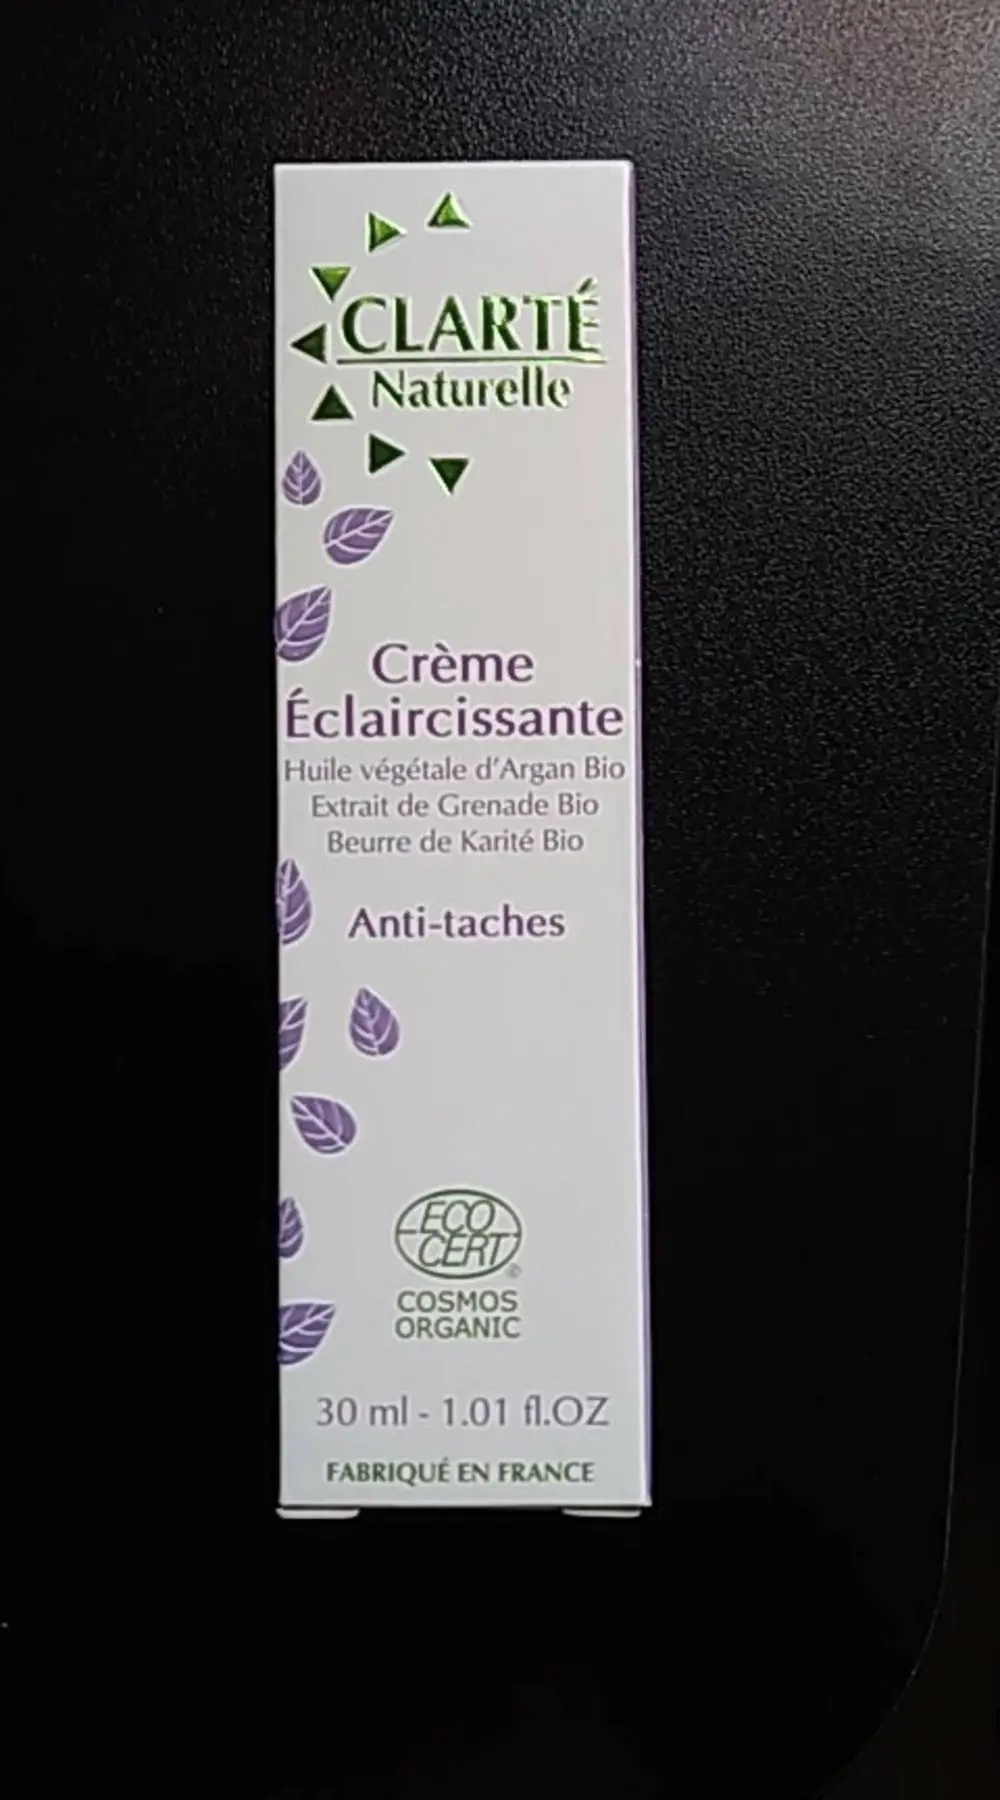 CLARTÉ
Naturelle
Crème
Éclaircissante
Huile végétale d'Argan Bio
Extrait de Grenade Bio
Beurre de Karité Bio
Anti-taches
ECO
CERT
®
COSMOS
ORGANIC
30 ml - 1.01 fl.OZ
FABRIQUÉ EN FRANCE